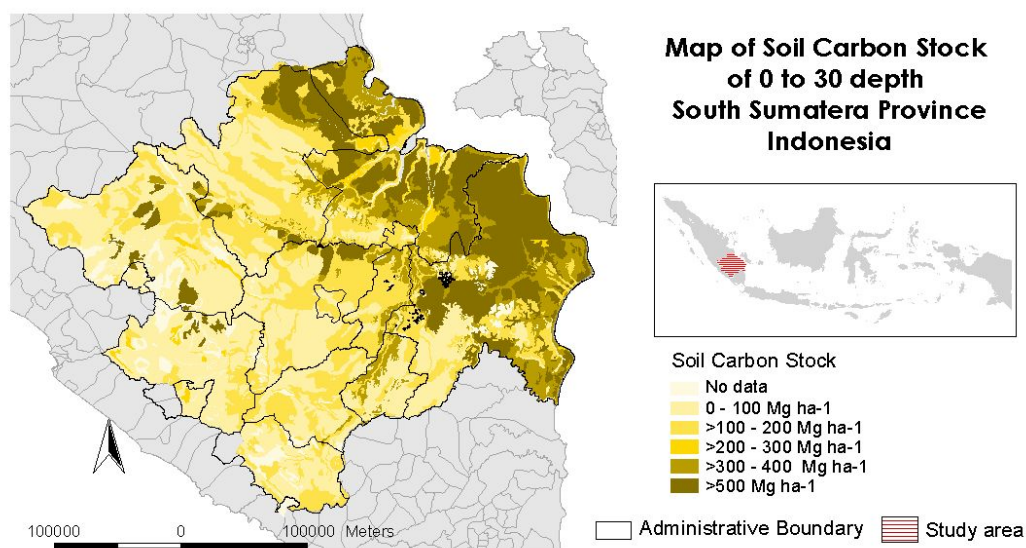 Map of Soil Carbon Stock
of 0 to 30 depth
South Sumatera Province
Indonesia
Soil Carbon Stock
No data
0 - 100 Mg ha-1
>100 - 200 Mg ha-1
>200 - 300 Mg ha-1
>300 - 400 Mg ha-1
>500 Mg ha-1
100000 0 100000 Meters
Administrative Boundary Study area